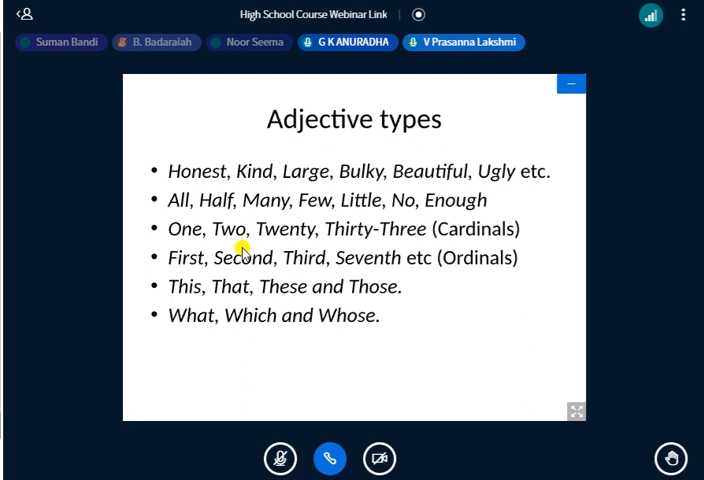 High School Course Webinar Link
Suman Bandi
B. Badaraiah
Noor Seema
G K ANURADHA
V Prasanna Lakshmi
Adjective types
• Honest, Kind, Large, Bulky, Beautiful, Ugly etc.
• All, Half, Many, Few, Little, No, Enough
• One, Two, Twenty, Thirty-Three (Cardinals)
• First, Second, Third, Seventh etc (Ordinals)
• This, That, These and Those.
• What, Which and Whose.